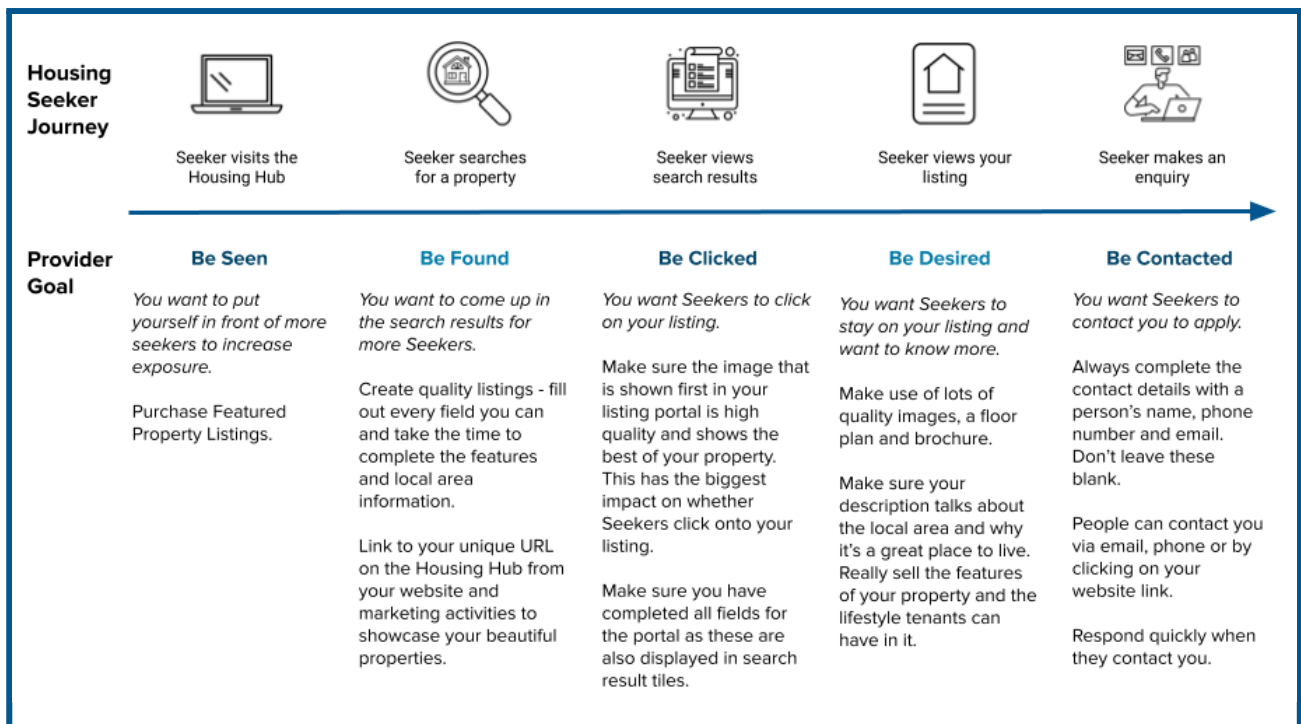 Housing
Seeker
Journey
Seeker visits the
Housing Hub
Seeker searches
for a property
Seeker views
search results
Seeker views your
listing
Seeker makes an
enquiry
Provider
Goal
Be Seen
You want to put
yourself in front of more
seekers to increase
exposure.
Purchase Featured
Property Listings.
Be Found
You want to come up in
the search results for
more Seekers.
Create quality listings - fill
out every field you can
and take the time to
complete the features
and local area
information.
Link to your unique URL
on the Housing Hub from
your website and
marketing activities to
showcase your beautiful
properties.
Be Clicked
You want Seekers to click
on your listing.
Make sure the image that
is shown first in your
listing portal is high
quality and shows the
best of your property.
This has the biggest
impact on whether
Seekers click onto your
listing.
Make sure you have
completed all fields for
the portal as these are
also displayed in search
result tiles.
Be Desired
You want Seekers to
stay on your listing and
want to know more.
Make use of lots of
quality images, a floor
plan and brochure.
Make sure your
description talks about
the local area and why
it's a great place to live.
Really sell the features
of your property and the
lifestyle tenants can
have in it.
Be Contacted
You want Seekers to
contact you to apply.
Always complete the
contact details with a
person's name, phone
number and email.
Don't leave these
blank.
People can contact you
via email, phone or by
clicking on your
website link.
Respond quickly when
they contact you.